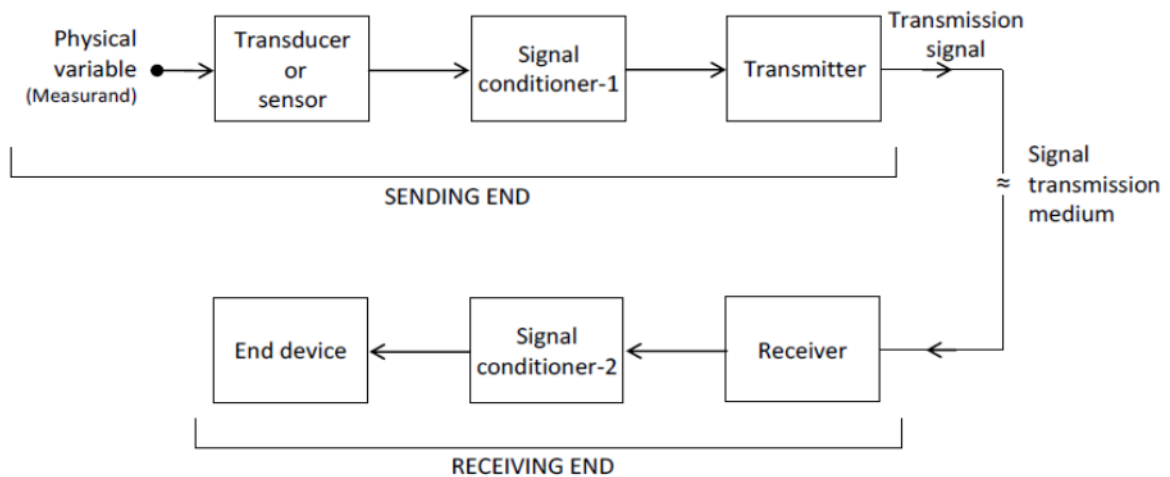 Physical
variable
(Measurand)
Transducer
or
sensor
Signal
conditioner-1
Transmitter
Transmission
signal
SENDING END
Signal
transmission
medium
≈
End device
Signal
conditioner-2
Receiver
RECEIVING END